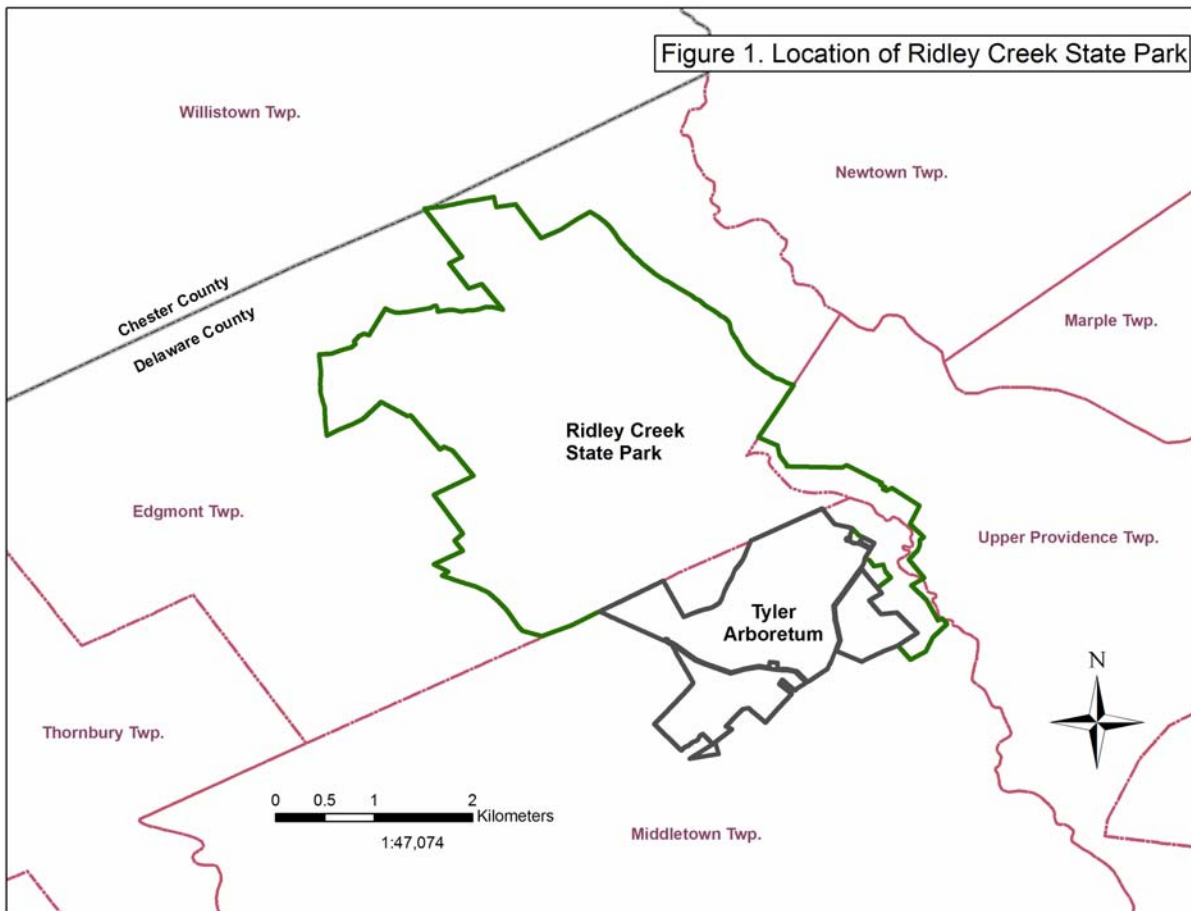 Figure 1. Location of Ridley Creek State Park
Willistown Twp.
Newtown Twp.
Chester County
Delaware County
Marple Twp.
Ridley Creek
State Park
Edgmont Twp.
Upper Providence Twp.
Tyler
Arboretum
N
Thornbury Twp.
0 0.5 1 2
Kilometers
1:47,074
Middletown Twp.